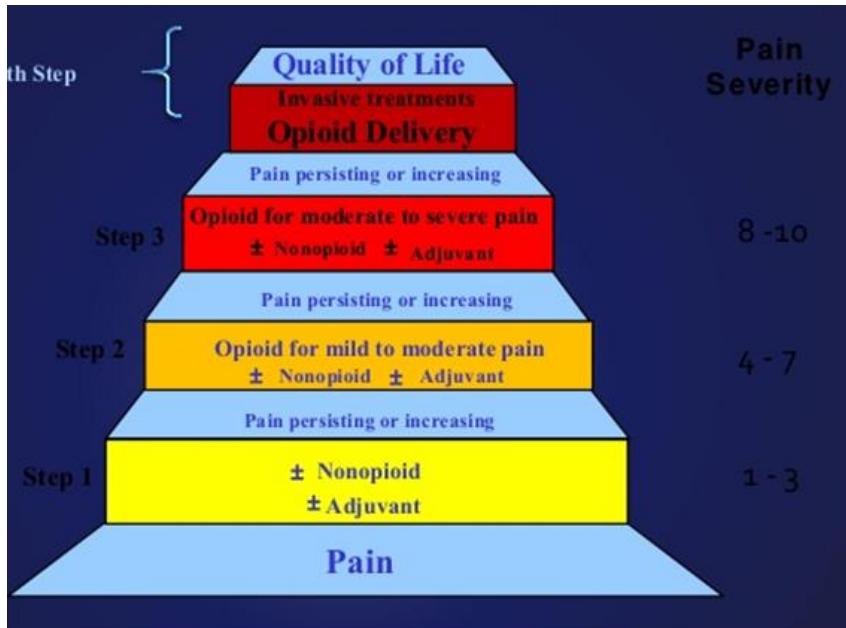 Pain
Severity
th Step
Quality of Life
Invasive treatments
Opioid Delivery
Pain persisting or increasing
Step 3
Opioid for moderate to severe pain
± Nonopioid ± Adjuvant
8 -10
Pain persisting or increasing
Step 2
Opioid for mild to moderate pain
± Nonopioid ± Adjuvant
4 - 7
Pain persisting or increasing
Step 1
± Nonopioid
± Adjuvant
1 - 3
Pain